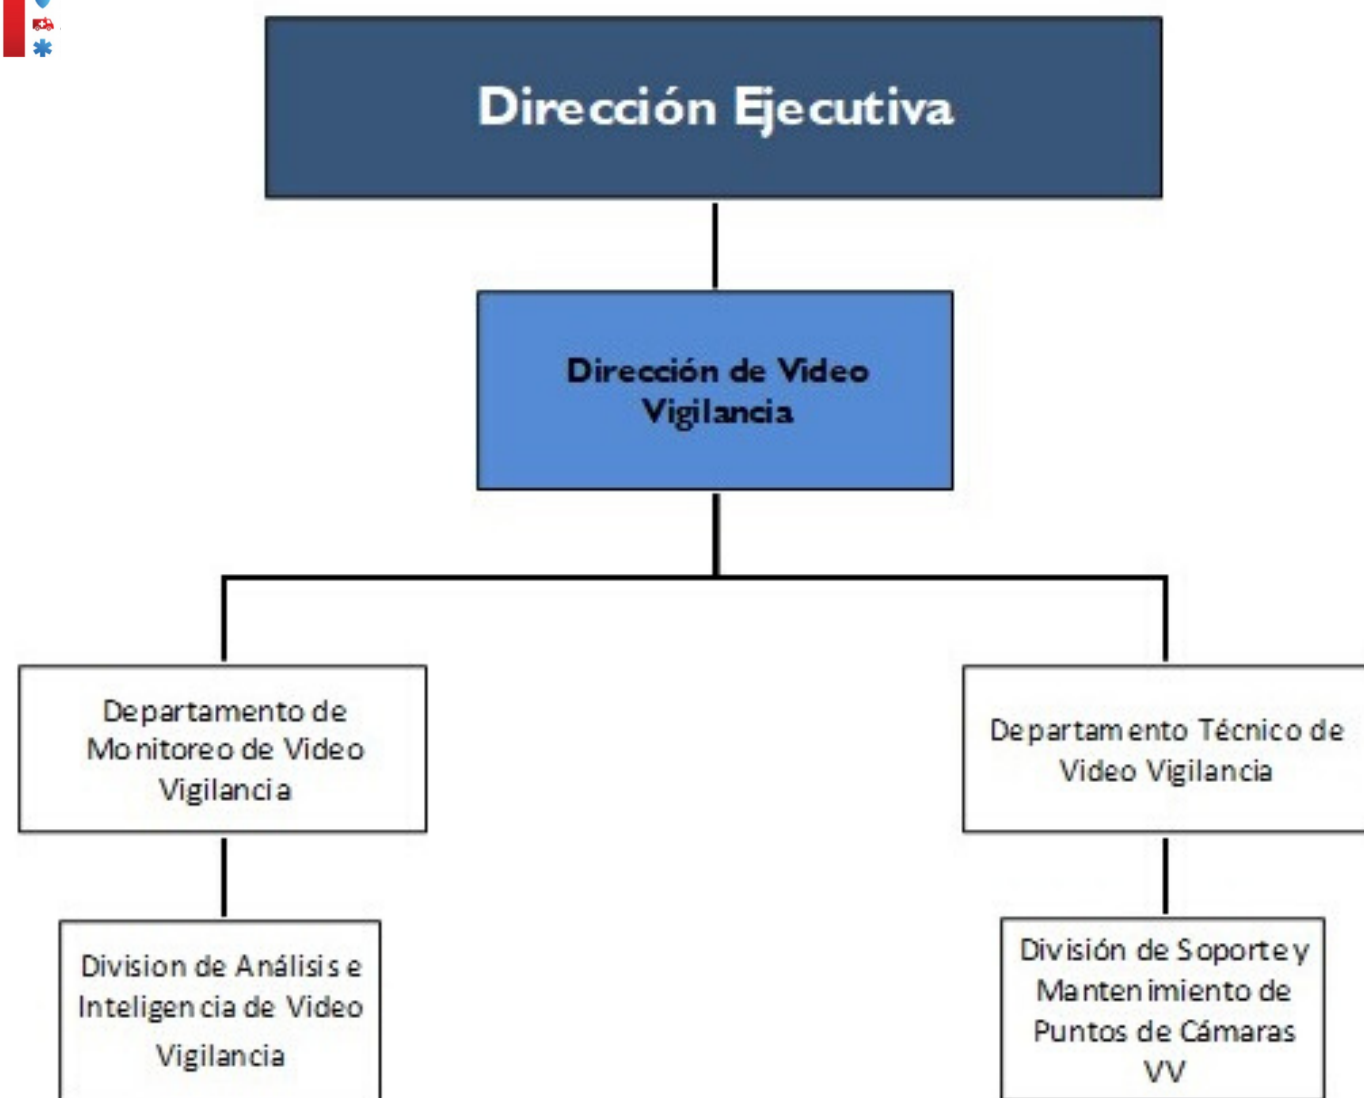 Dirección Ejecutiva
Dirección de Video
Vigilancia
Departamento de
Monitoreo de Video
Vigilancia
Departamento Técnico de
Video Vigilancia
Division de Análisis e
Inteligencia de Video
Vigilancia
División de Soporte y
Mantenimiento de
Puntos de Cámaras
VV